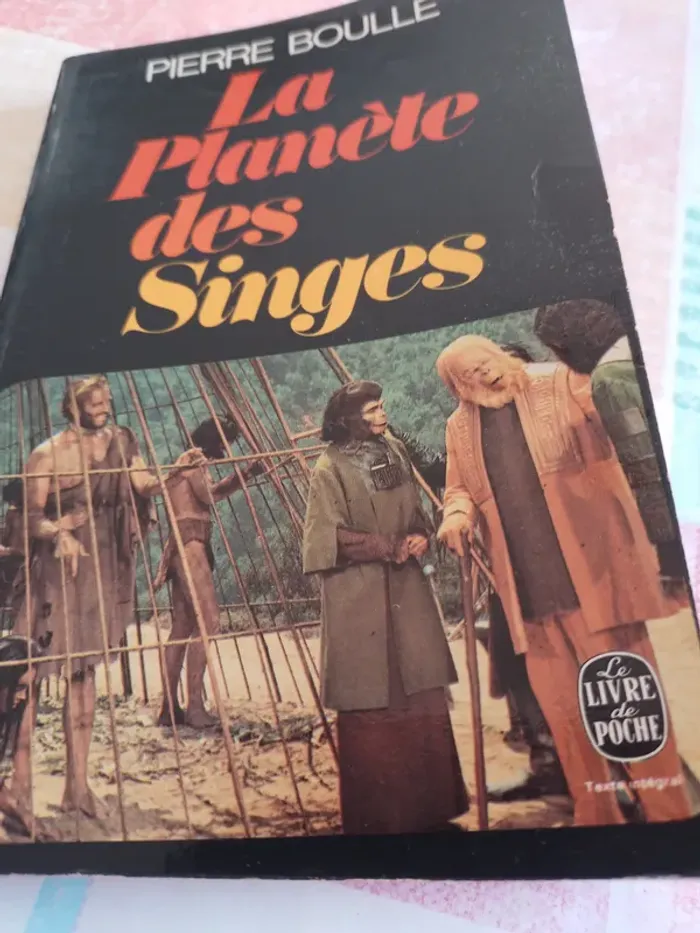 PIERRE BOULLE
La
Planète
des
Singes
Le
LIVRE
de
POCHE
Texte intégral